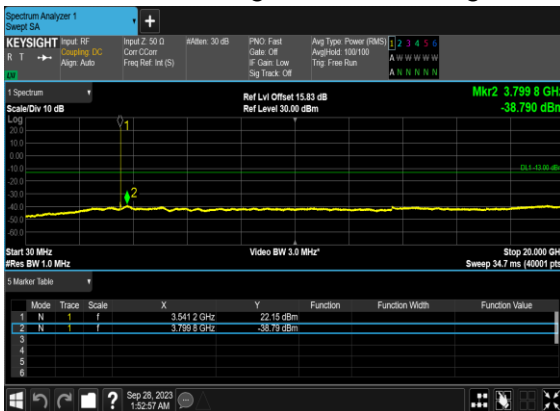 Spectrum Analyzer 1
Swept SA
KEYSIGHT
R T
LV
Input: RF
Coupling: DC
Align: Auto
Input Z: 50 Ω
Corr CCorr
Freq Ref: Int (S)
#Atten: 30 dB
PNO: Fast
Gate: Off
IF Gain: Low
Sig Track: Off
Avg Type: Power (RMS)
Avg|Hold: 100/100
Trig: Free Run
1 2 3 4 5 6
A W W W W W
A N N N N N
1 Spectrum
Scale/Div 10 dB
Ref Lvl Offset 15.83 dB
Ref Level 30.00 dBm
Mkr2 3.799 8 GHz
-38.790 dBm
Log
20.0
10.0
0.00
-10.0
-20.0
-30.0
-40.0
-50.0
-60.0
1
2
DL1 -13.00 dBm
Start 30 MHz
#Res BW 1.0 MHz
Video BW 3.0 MHz*
Stop 20.000 GH
Sweep 34.7 ms (40001 pts
5 Marker Table
Mode Trace Scale X Y Function Function Width Function Value
1 N 1 f 3.541 2 GHz 22.15 dBm
2 N 1 f 3.799 8 GHz -38.79 dBm
3
4
5
6
?
Sep 28, 2023
1:52:57 AM